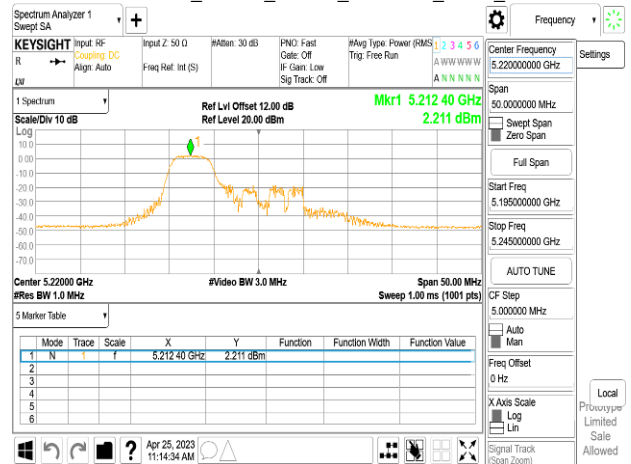 Spectrum Analyzer 1
Swept SA
Frequency
KEYSIGHT
R
Input: RF
Coupling: DC
Align: Auto
Input Z: 50 Ω
Freq Ref: Int (S)
#Atten: 30 dB
PNO: Fast
Gate: Off
IF Gain: Low
Sig Track: Off
#Avg Type: Power (RMS
Trig: Free Run
1 2 3 4 5 6
A W W W W W
A N N N N N
1 Spectrum
Scale/Div 10 dB
Ref Lvl Offset 12.00 dB
Ref Level 20.00 dBm
Mkr1 5.212 40 GHz
2.211 dBm
Log
10.0
0.00
-10.0
-20.0
-30.0
-40.0
-50.0
-60.0
-70.0
1
Center 5.22000 GHz
#Res BW 1.0 MHz
#Video BW 3.0 MHz
Span 50.00 MHz
Sweep 1.00 ms (1001 pts)
5 Marker Table
Mode Trace Scale X Y Function Function Width Function Value
1 N 1 f 5.212 40 GHz 2.211 dBm
2
3
4
5
6
?
Apr 25, 2023
11:14:34 AM
Center Frequency
5.220000000 GHz
Span
50.0000000 MHz
Swept Span
Zero Span
Full Span
Start Freq
5.195000000 GHz
Stop Freq
5.245000000 GHz
AUTO TUNE
CF Step
5.000000 MHz
Auto
Man
Freq Offset
0 Hz
X Axis Scale
Log
Lin
Signal Track
(Span Zoom)
Settings
Local
Prototype
Limited
Sale
Allowed